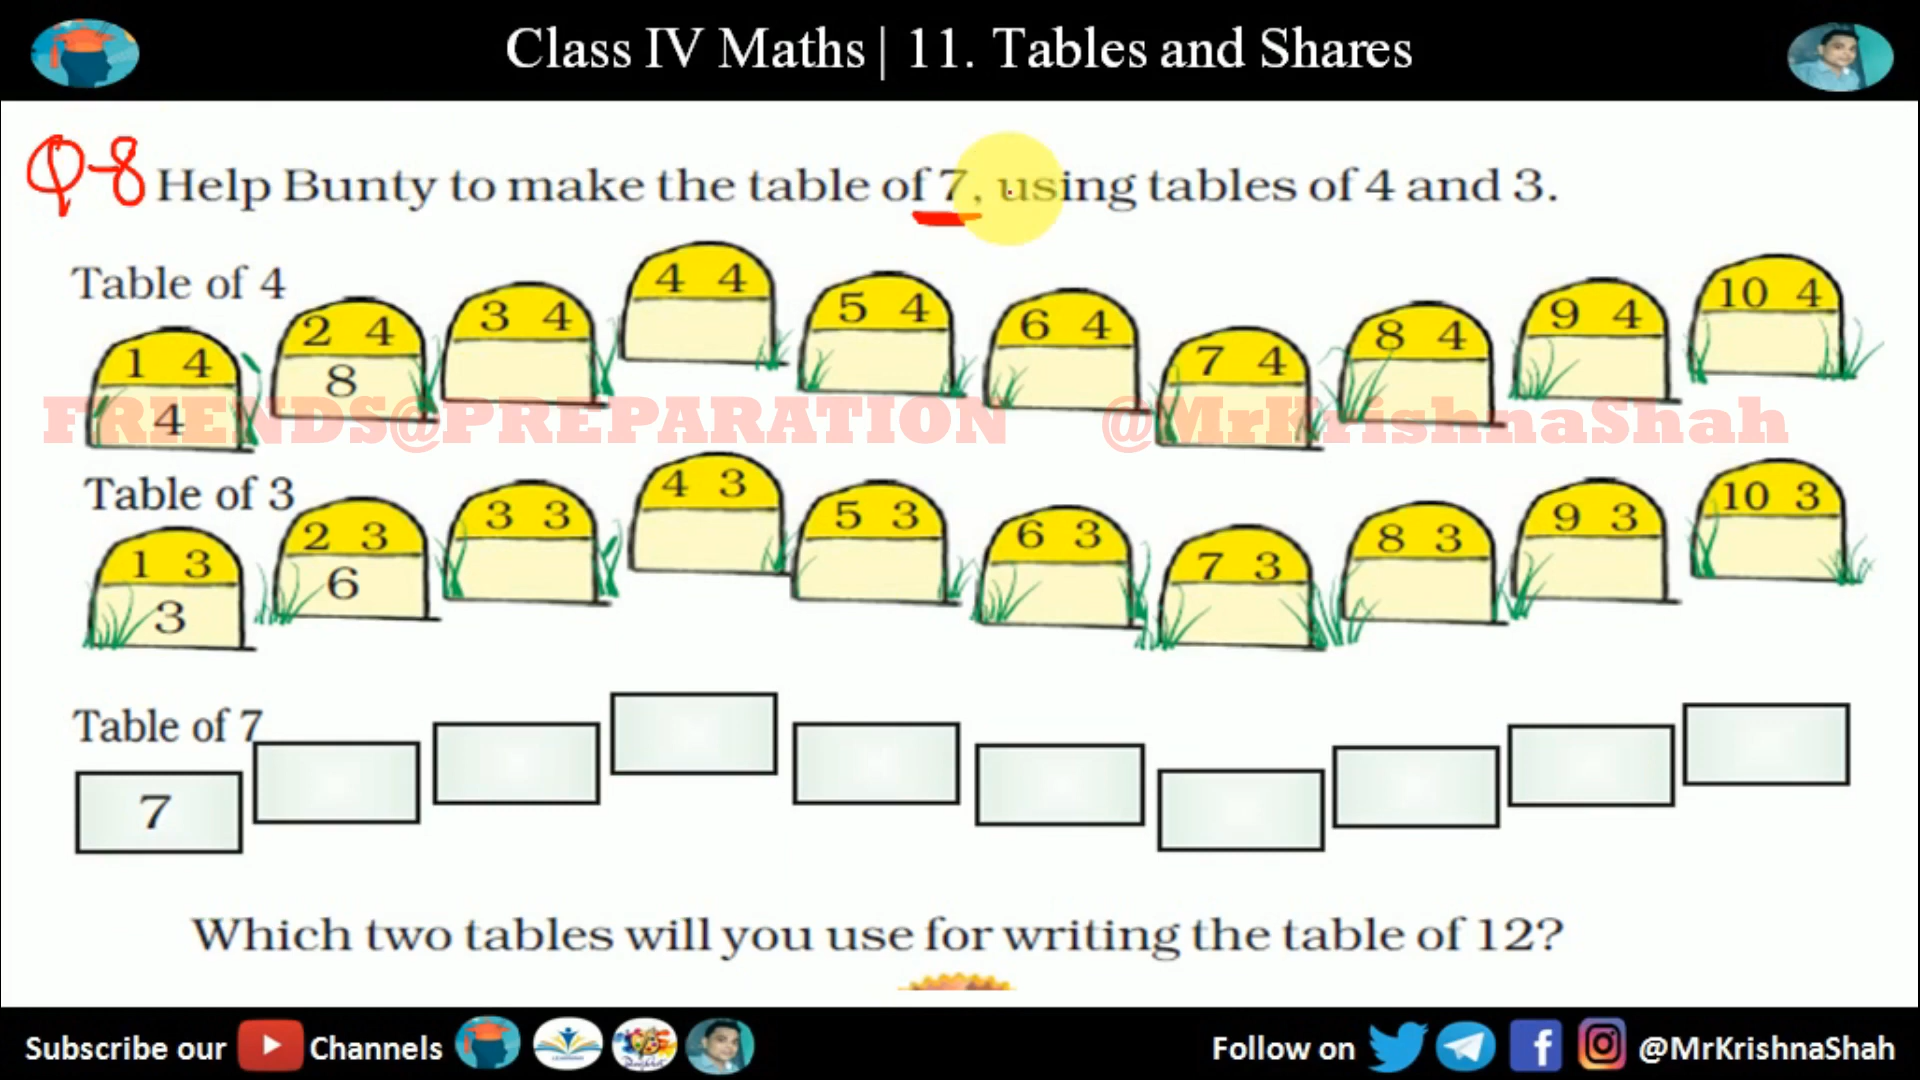 Class IV Maths | 11. Tables and Shares
Q-8 Help Bunty to make the table of 7, using tables of 4 and 3.
Table of 4
1 4 2 4 3 4 4 4 5 4 6 4 7 4 8 4 9 4 10 4
4 8
FRIENDS@PREPARATION @MrKrishnaShah
Table of 3
1 3 2 3 3 3 4 3 5 3 6 3 7 3 8 3 9 3 10 3
3 6
Table of 7
7
Which two tables will you use for writing the table of 12?
Subscribe our Channels Follow on @MrKrishnaShah